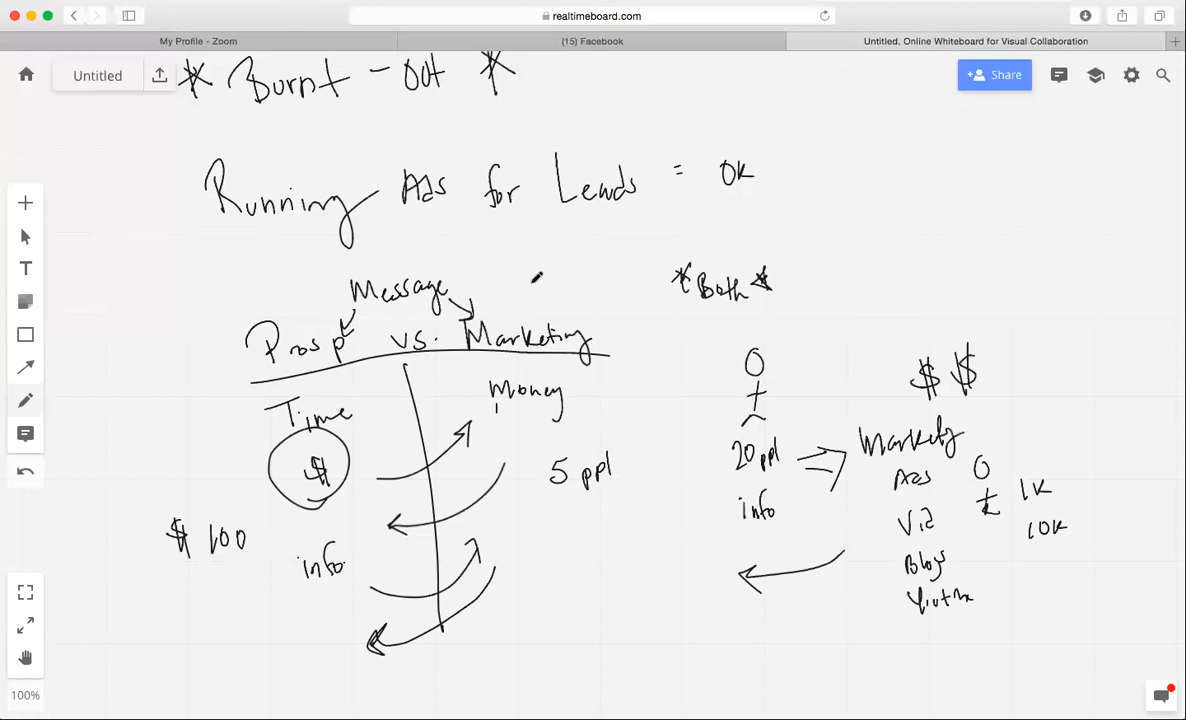 realtimeboard.com
My Profile - Zoom
(15) Facebook
Untitled, Online Whiteboard for Visual Collaboration
Untitled
Share
* Burnt - Out *
Running Ads for Leads = OK
Message
*Both*
Prosp vs. Marketing
Time
Money
$
5 ppl
$ 100
info
20 ppl
info
$ $
Ads
Vid
Blogs
1K
10K
100%